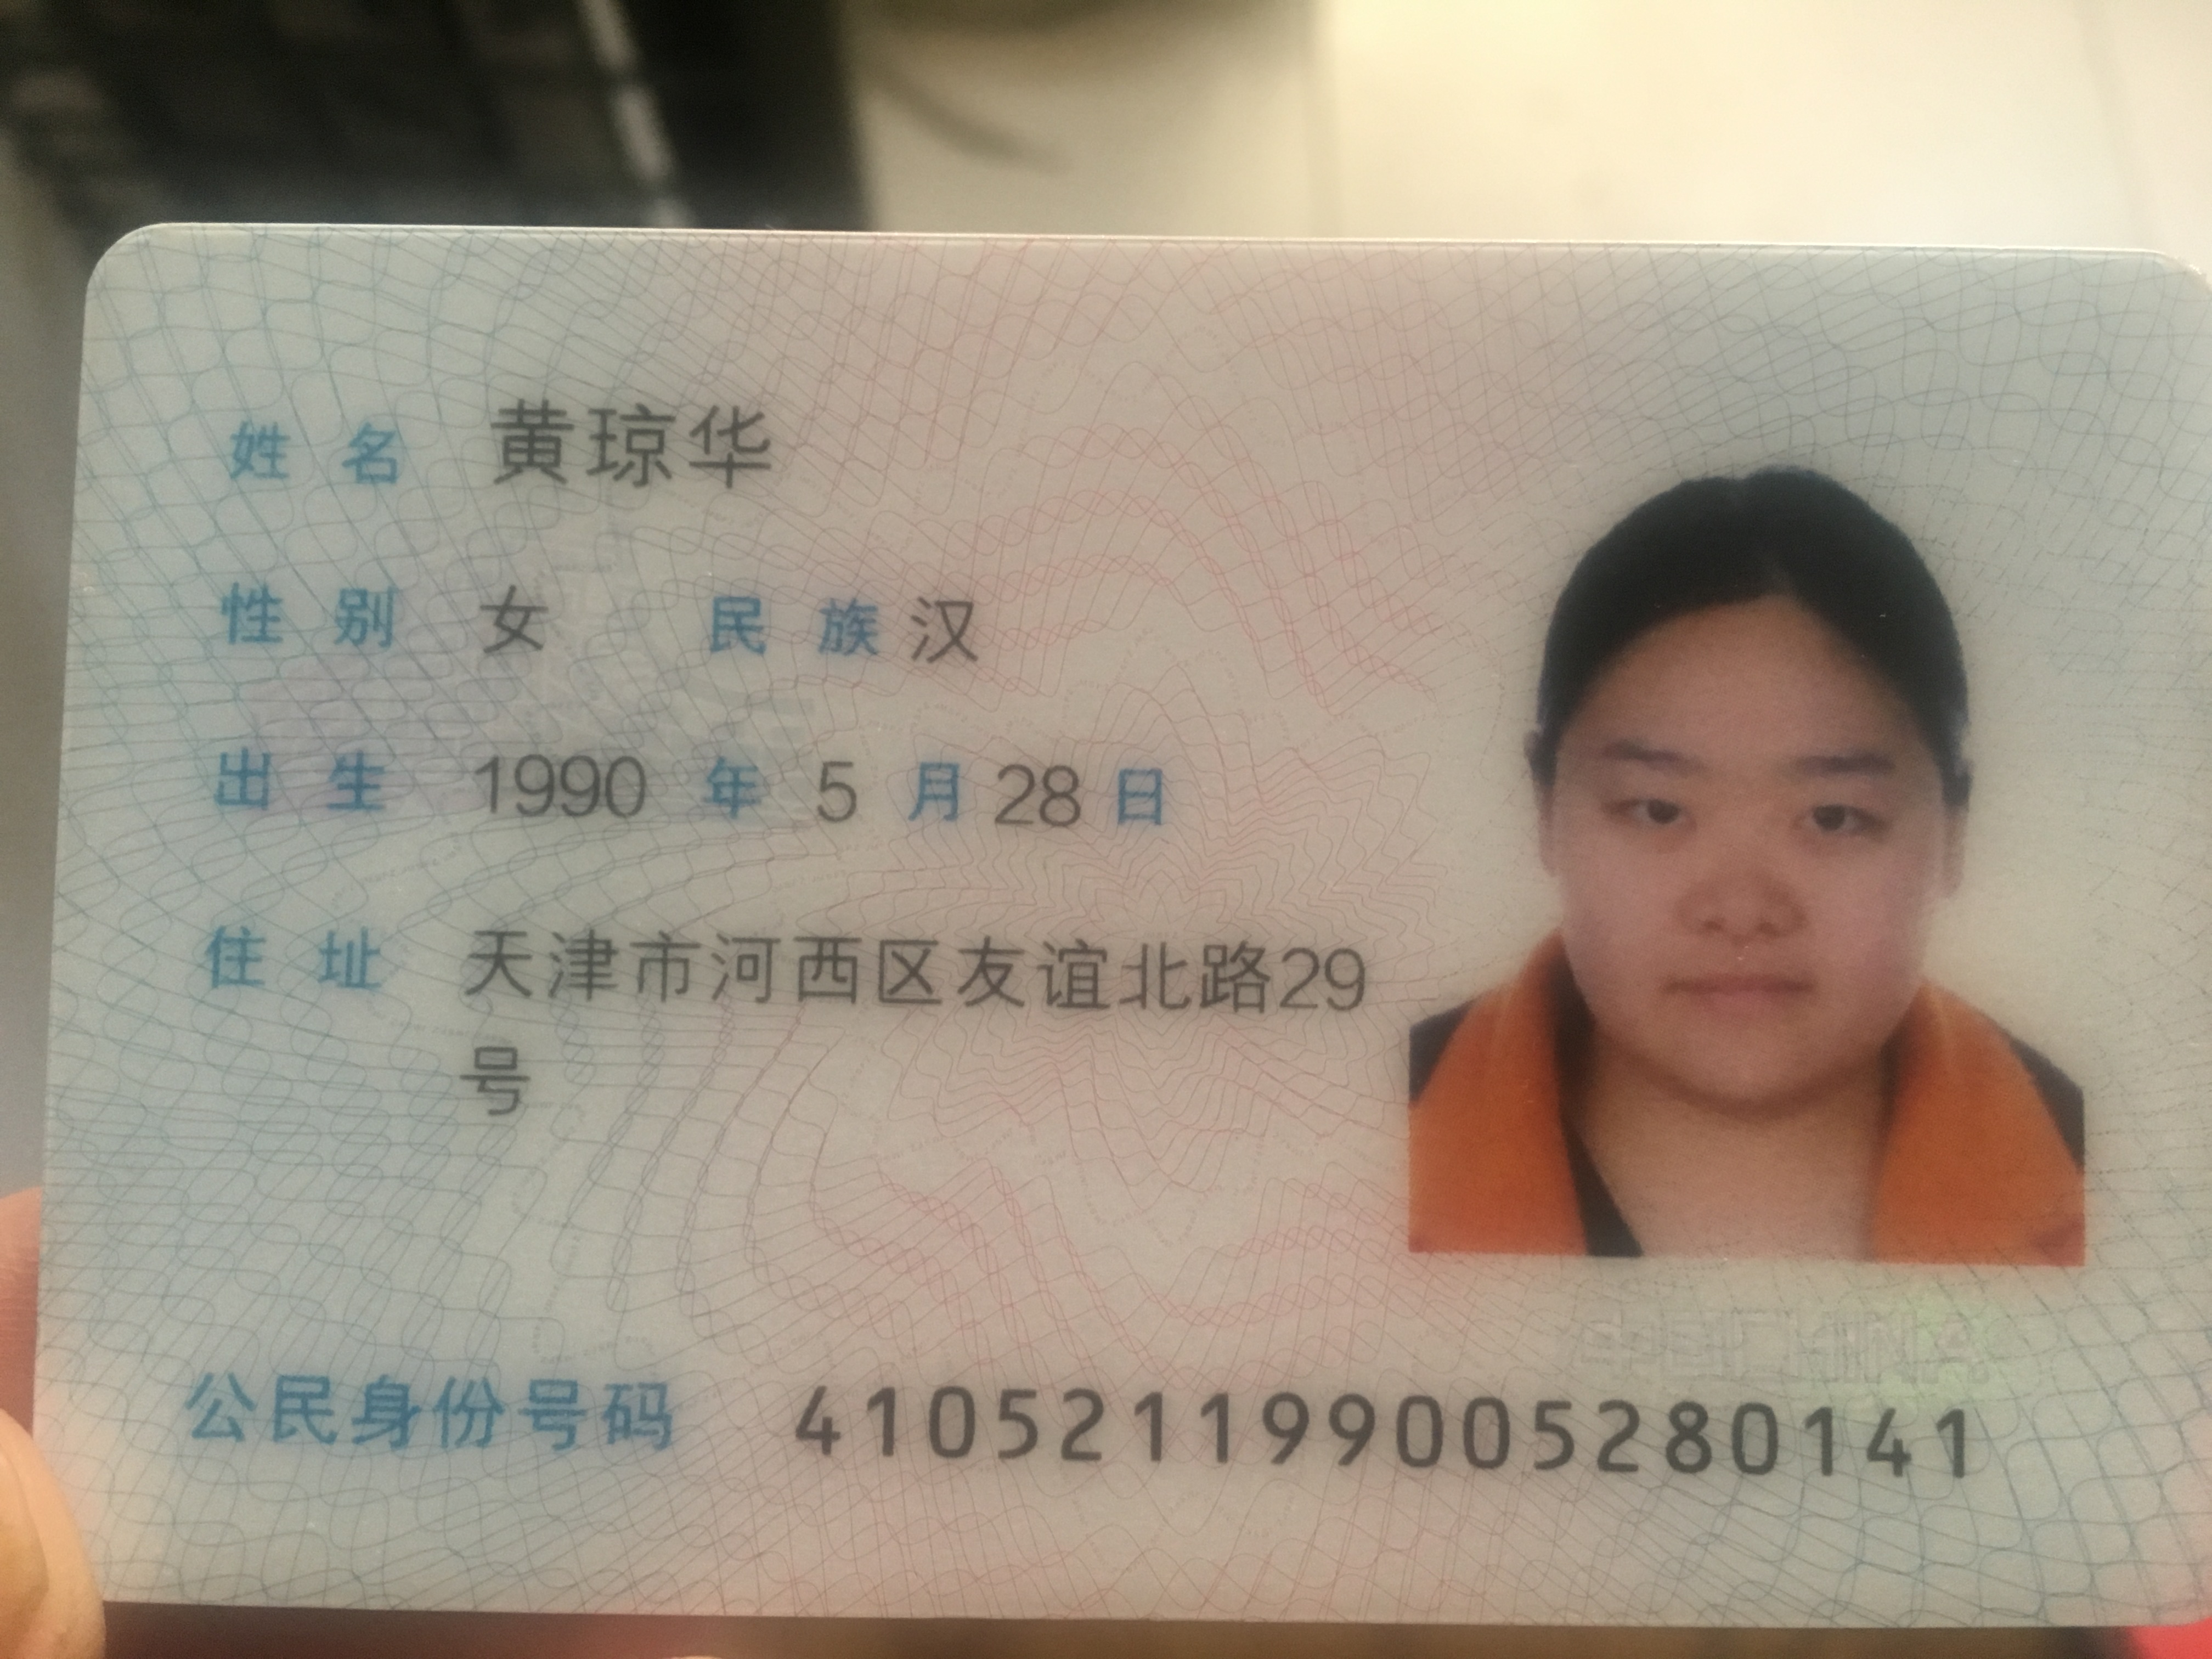 姓名 黄琼华
性别 女 民族 汉
出生 1990 年 5 月 28 日
住址 天津市河西区友谊北路29
号
公民身份号码 410521199005280141